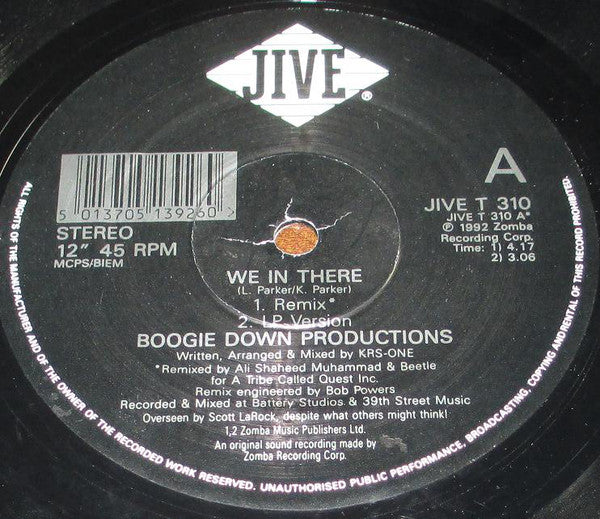 JIVE
®
A
5 013705 139260 >
STEREO
12" 45 RPM
MCPS/BIEM
JIVE T 310
JIVE T 310 A*
℗ 1992 Zomba
Recording Corp.
Time: 1) 4.17
2) 3.06
WE IN THERE
(L. Parker/K. Parker)
1. Remix*
2. LP Version
BOOGIE DOWN PRODUCTIONS
Written, Arranged & Mixed by KRS-ONE
*Remixed by Ali Shaheed Muhammad & Beetle
for A Tribe Called Quest Inc.
Remix engineered by Bob Powers
Recorded & Mixed at Battery Studios & 39th Street Music
Overseen by Scott LaRock, despite what others might think!
1,2 Zomba Music Publishers Ltd.
An original sound recording made by
Zomba Recording Corp.
ALL RIGHTS OF THE MANUFACTURER AND OF THE OWNER OF THE RECORDED WORK RESERVED. UNAUTHORISED PUBLIC PERFORMANCE, BROADCASTING, COPYING AND RENTAL OF THIS RECORD PROHIBITED.